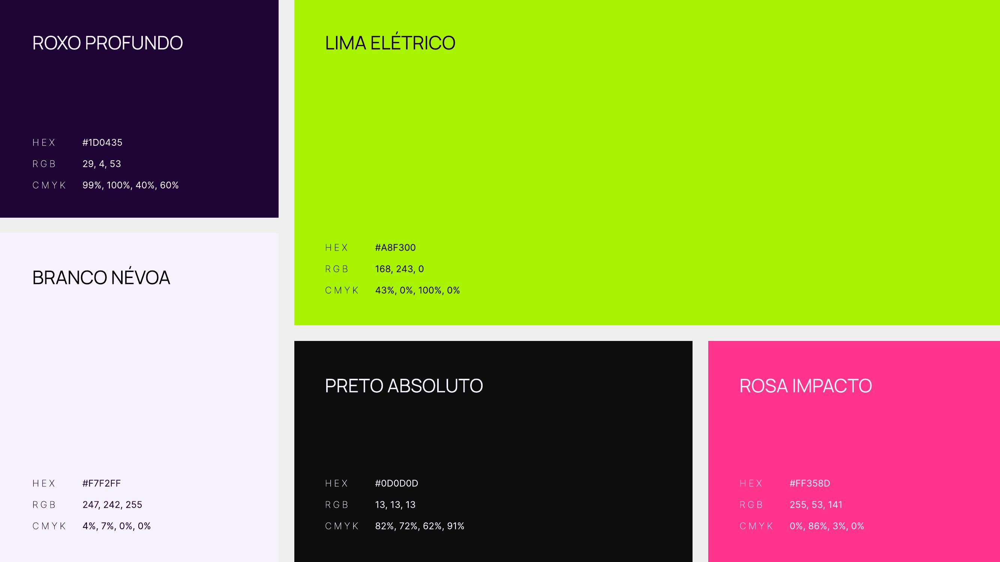 ROXO PROFUNDO
HEX #1D0435
RGB 29, 4, 53
CMYK 99%, 100%, 40%, 60%
LIMA ELÉTRICO
HEX #A8F300
RGB 168, 243, 0
CMYK 43%, 0%, 100%, 0%
BRANCO NÉVOA
HEX #F7F2FF
RGB 247, 242, 255
CMYK 4%, 7%, 0%, 0%
PRETO ABSOLUTO
HEX #0D0D0D
RGB 13, 13, 13
CMYK 82%, 72%, 62%, 91%
ROSA IMPACTO
HEX #FF358D
RGB 255, 53, 141
CMYK 0%, 86%, 3%, 0%